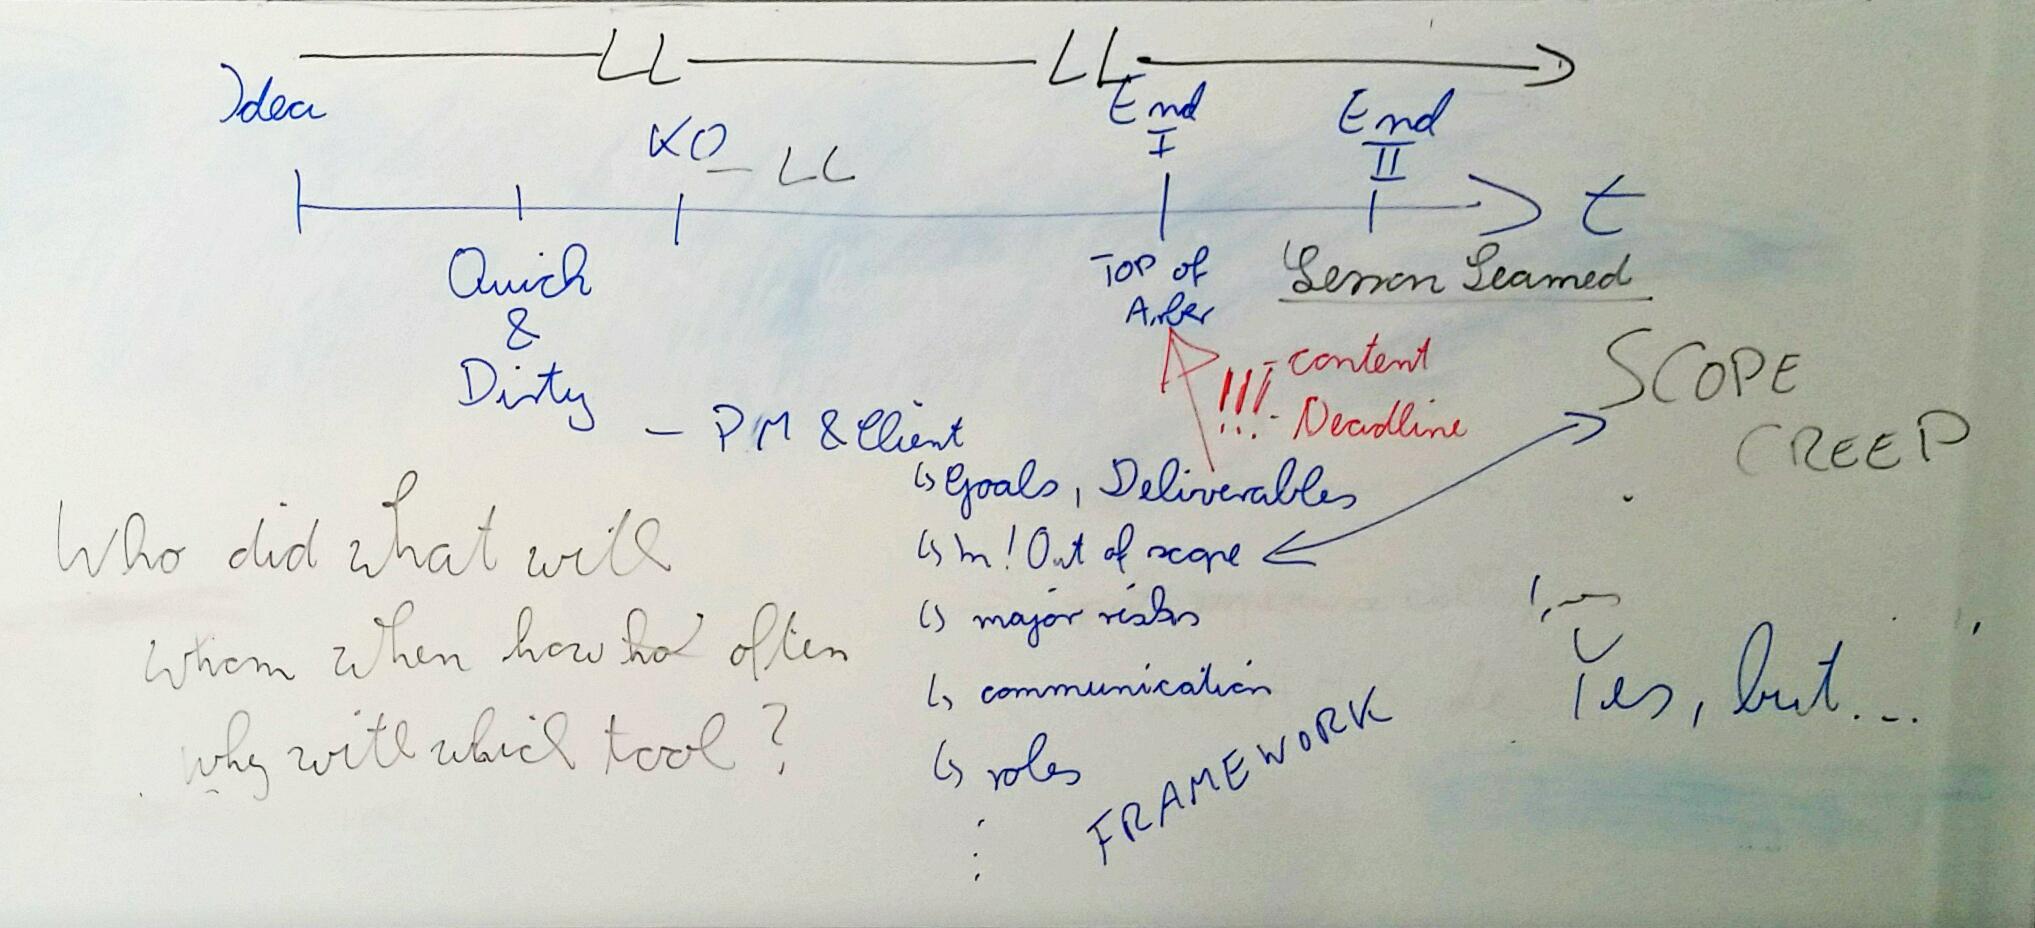 LL LL
Idea
KO - LL
End
I
End
II
t
Quick
&
Dirty
TOP of
Lesson Learned
!!! - content
- Deadline
SCOPE
CREEP
- PM & Client
↳ Goals, Deliverables
↳ In! Out of scope
↳ major risks
↳ communication
↳ roles
⋮
FRAMEWORK
Who did what with
whom when how how often
why with which tool?
Yes, but...